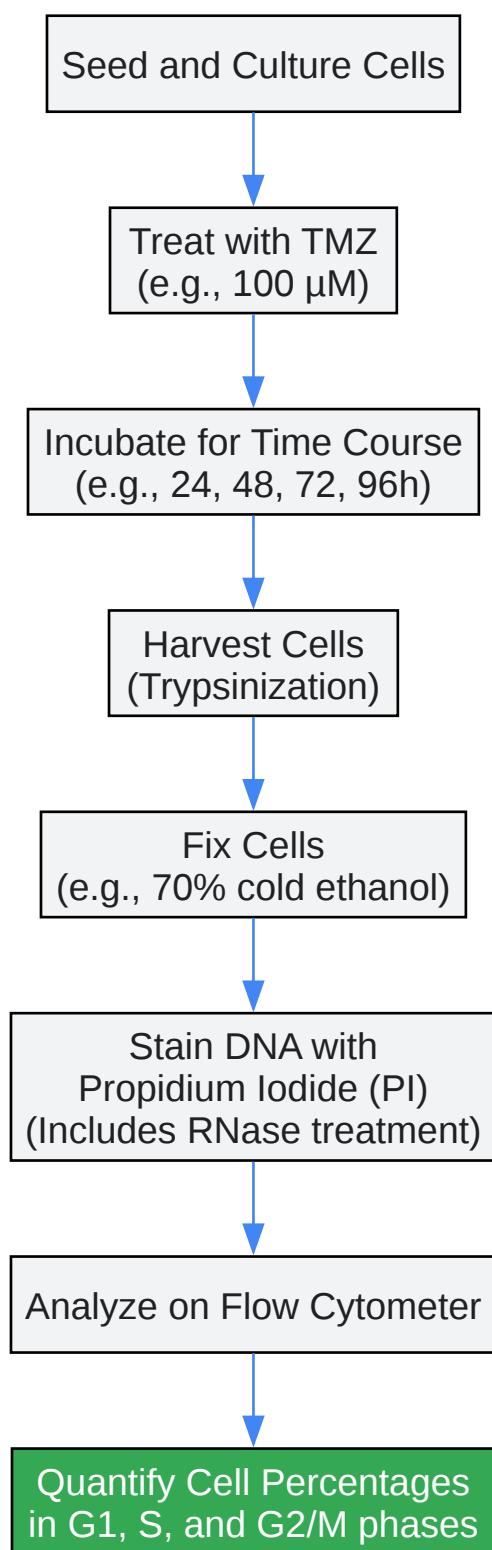 Seed and Culture Cells
Treat with TMZ
(e.g., 100 µM)
Incubate for Time Course
(e.g., 24, 48, 72, 96h)
Harvest Cells
(Trypsinization)
Fix Cells
(e.g., 70% cold ethanol)
Stain DNA with
Propidium Iodide (PI)
(Includes RNase treatment)
Analyze on Flow Cytometer
Quantify Cell Percentages
in G1, S, and G2/M phases